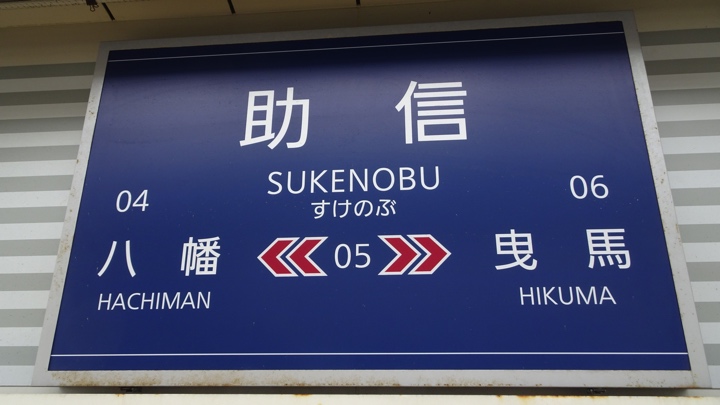 助 信
SUKENOBU
すけのぶ
04 06
八 幡 05 曳 馬
HACHIMAN HIKUMA